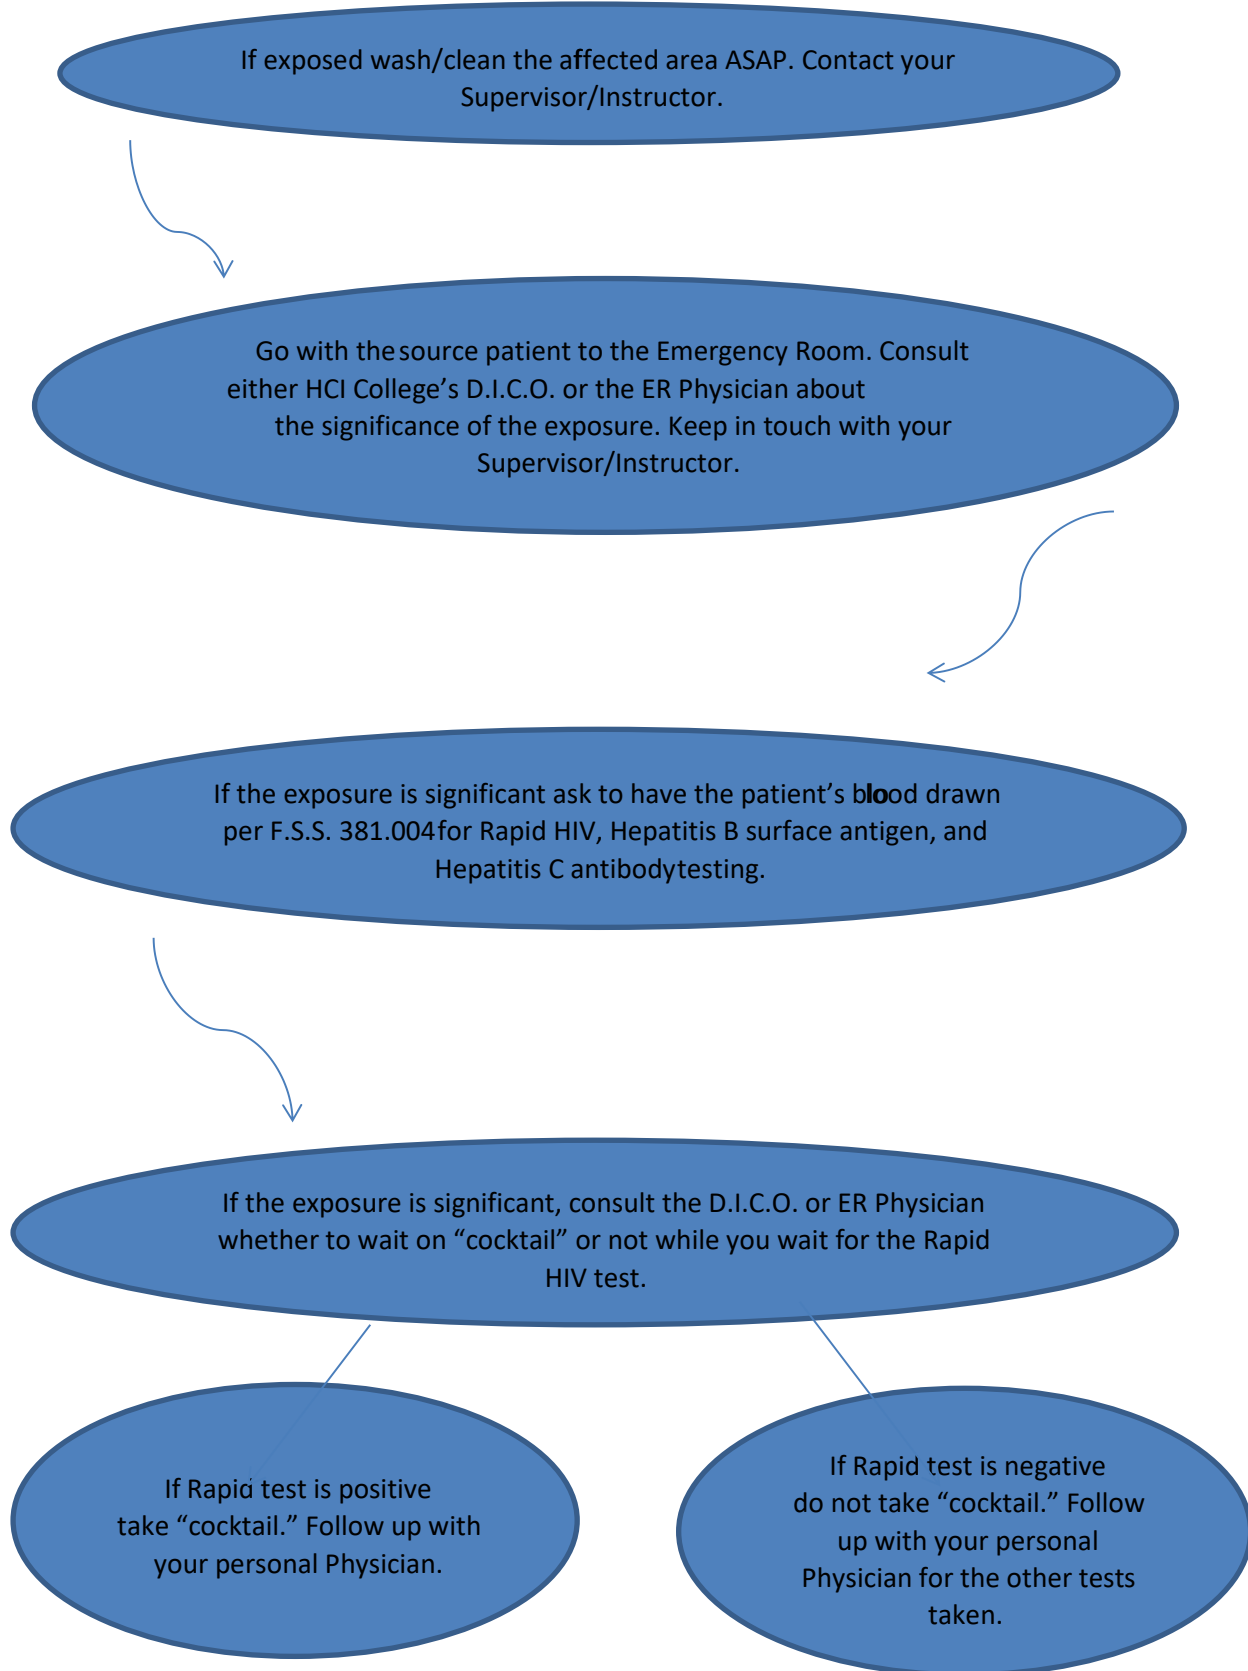 If exposed wash/clean the affected area ASAP. Contact your
Supervisor/Instructor.
Go with the source patient to the Emergency Room. Consult
either HCI College’s D.I.C.O. or the ER Physician about
the significance of the exposure. Keep in touch with your
Supervisor/Instructor.
If the exposure is significant ask to have the patient’s blood drawn
per F.S.S. 381.004 for Rapid HIV, Hepatitis B surface antigen, and
Hepatitis C antibody testing.
If the exposure is significant, consult the D.I.C.O. or ER Physician
whether to wait on “cocktail” or not while you wait for the Rapid
HIV test.
If Rapid test is positive
take “cocktail.” Follow up with
your personal Physician.
If Rapid test is negative
do not take “cocktail.” Follow
up with your personal
Physician for the other tests
taken.